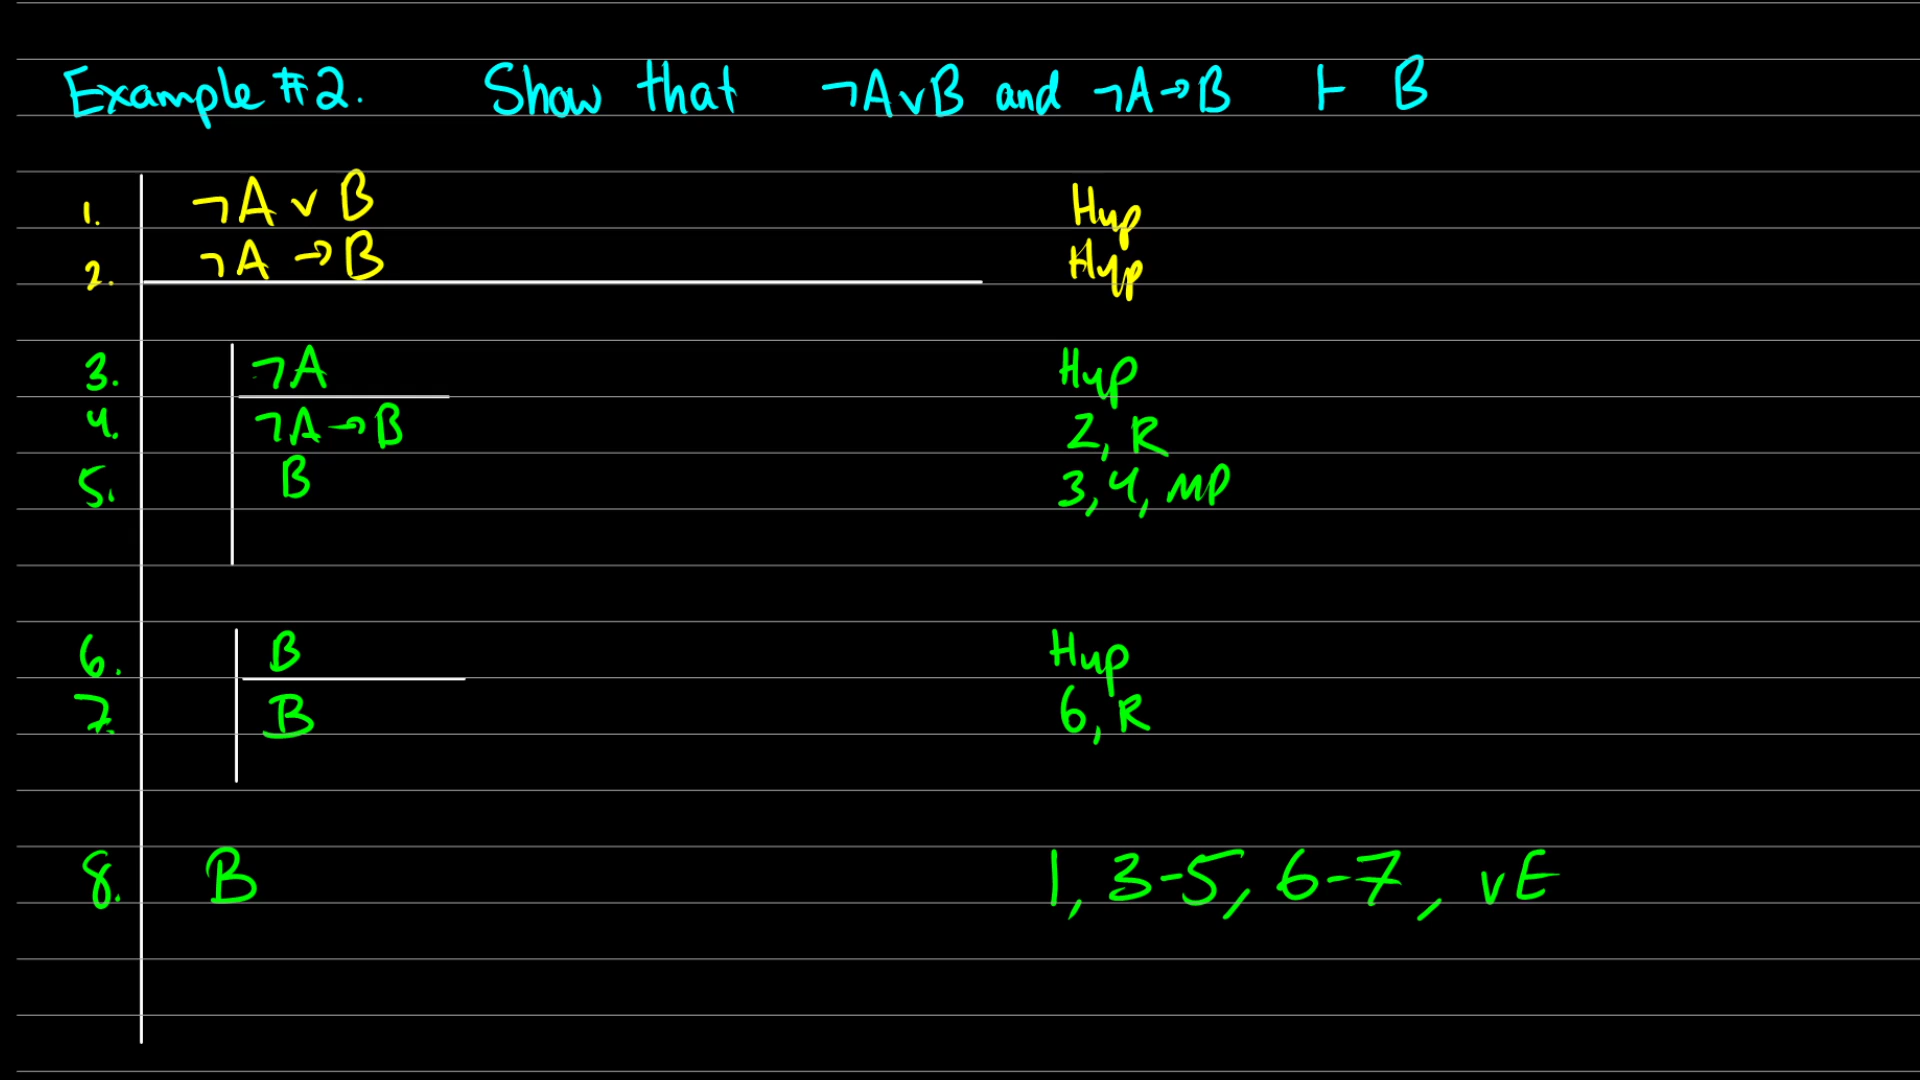 Example #2. Show that ¬A∨B and ¬A→B ⊢ B
1. ¬A ∨ B Hyp
2. ¬A → B Hyp
3. ¬A Hyp
4. ¬A → B 2, R
5. B 3, 4, MP
6. B Hyp
7. B 6, R
8. B 1, 3-5, 6-7, ∨E